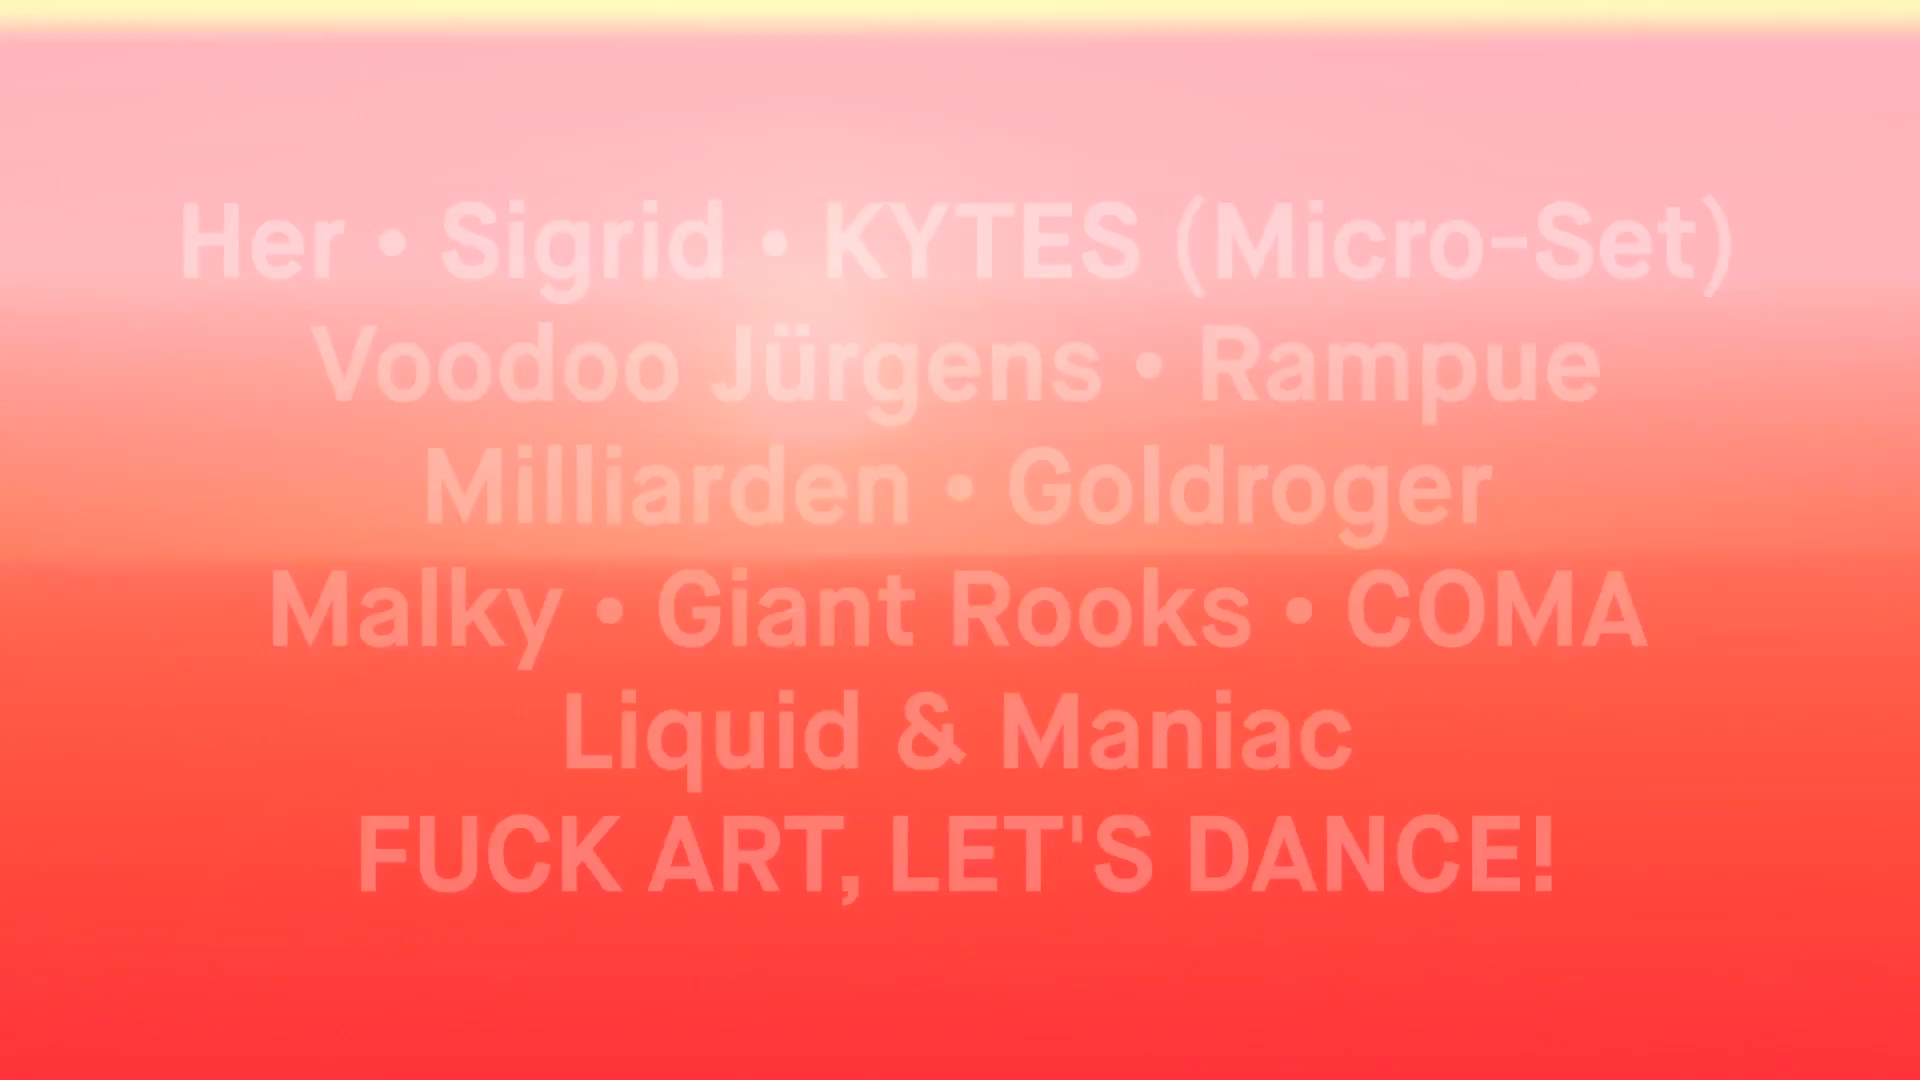 Her • Sigrid • KYTES (Micro-Set)
Voodoo Jürgens • Rampue
Milliarden • Goldroger
Malky • Giant Rooks • COMA
Liquid & Maniac
FUCK ART, LET'S DANCE!